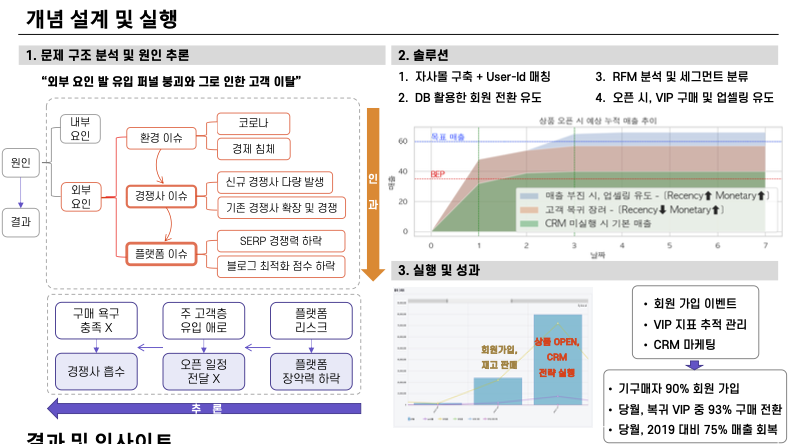 개념 설계 및 실행
1. 문제 구조 분석 및 원인 추론
“외부 요인 발 유입 퍼널 붕괴와 그로 인한 고객 이탈”
원인
결과
내부
요인
외부
요인
환경 이슈
경쟁사 이슈
플랫폼 이슈
코로나
경제 침체
신규 경쟁사 다량 발생
기존 경쟁사 확장 및 경쟁
SERP 경쟁력 하락
블로그 최적화 점수 하락
인
과
구매 욕구
충족 X
주 고객층
유입 애로
플랫폼
리스크
경쟁사 흡수
오픈 일정
전달 X
플랫폼
장악력 하락
추 론
2. 솔루션
1. 자사몰 구축 + User-Id 매칭
2. DB 활용한 회원 전환 유도
3. RFM 분석 및 세그먼트 분류
4. 오픈 시, VIP 구매 및 업셀링 유도
상품 오픈 시 예상 누적 매출 추이
목표 매출
BEP
매출
60
40
20
0
0 1 2 3 4 5 6 7
날짜
매출 부진 시, 업셀링 유도 - (Recency⬆ Monetary⬆)
고객 복귀 장려 - (Recency⬇ Monetary⬆)
CRM 미실행 시 기본 매출
3. 실행 및 성과
회원가입,
재고 판매
상품 OPEN,
CRM
전략 실행
• 회원 가입 이벤트
• VIP 지표 추적 관리
• CRM 마케팅
• 기구매자 90% 회원 가입
• 당월, 복귀 VIP 중 93% 구매 전환
• 당월, 2019 대비 75% 매출 회복
결과 및 인사이트